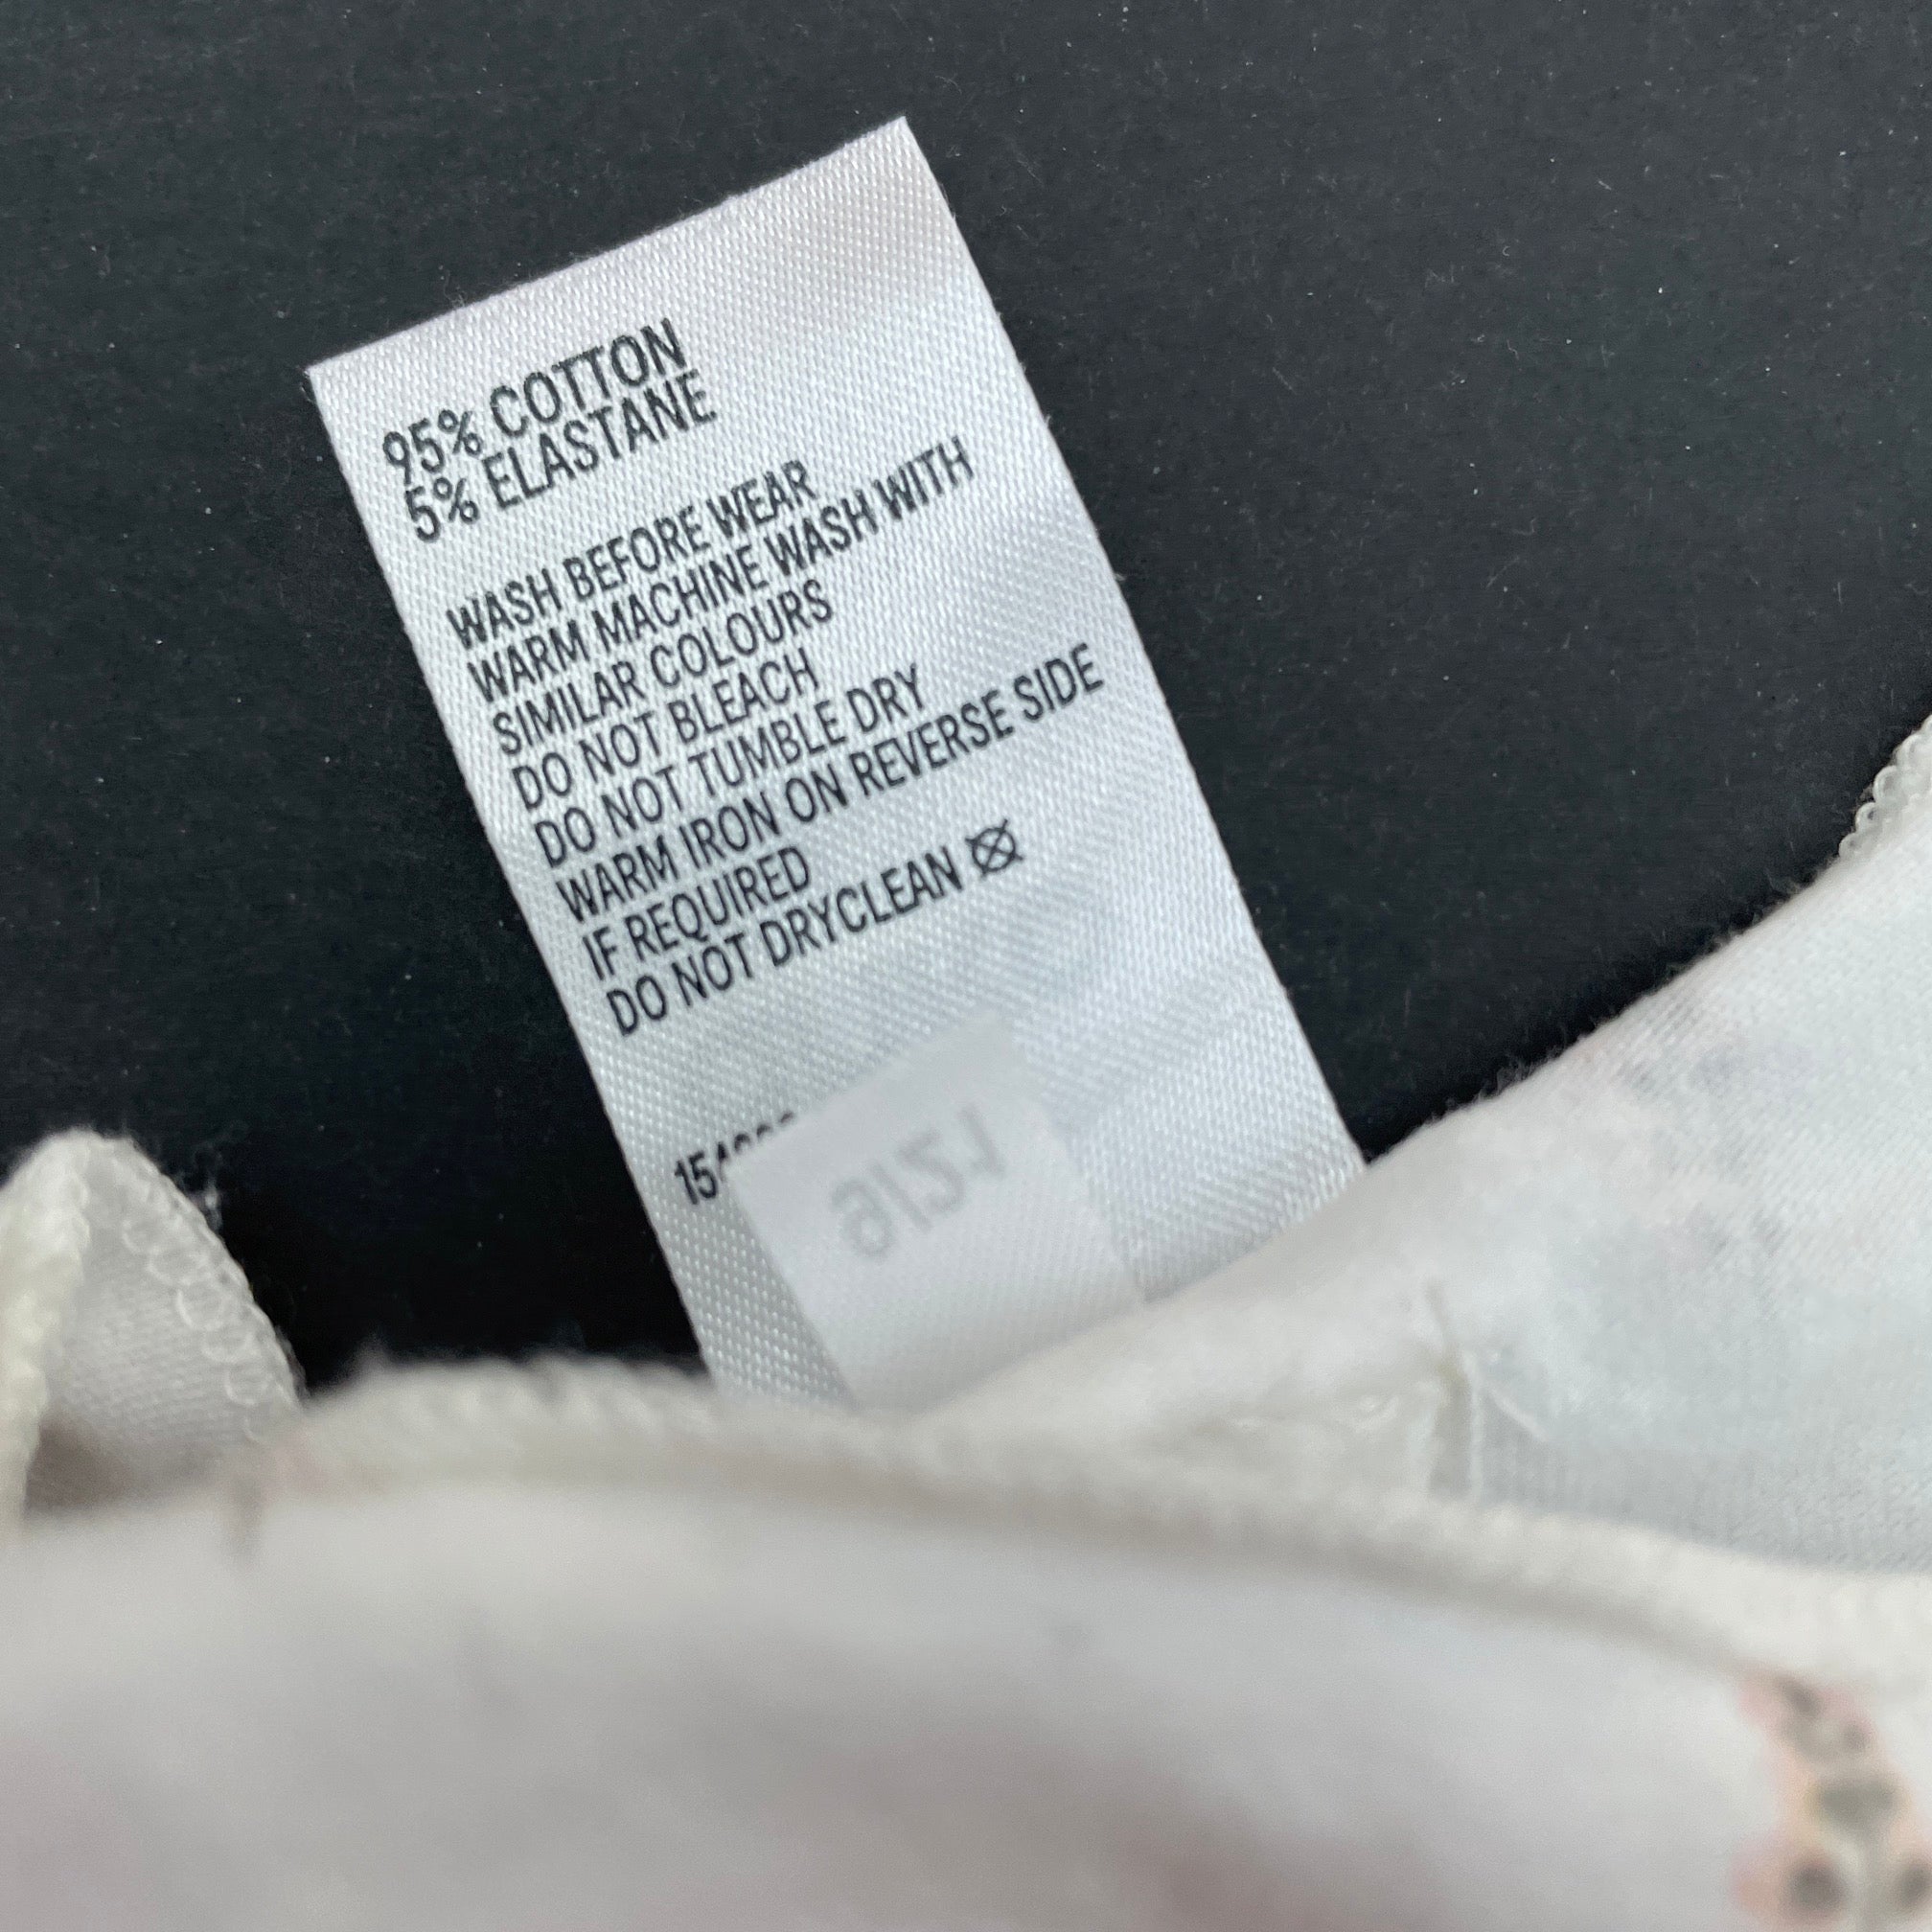 95% COTTON
5% ELASTANE
WASH BEFORE WEAR
WARM MACHINE WASH WITH
SIMILAR COLOURS
DO NOT BLEACH
DO NOT TUMBLE DRY
WARM IRON ON REVERSE SIDE
IF REQUIRED
DO NOT DRYCLEAN